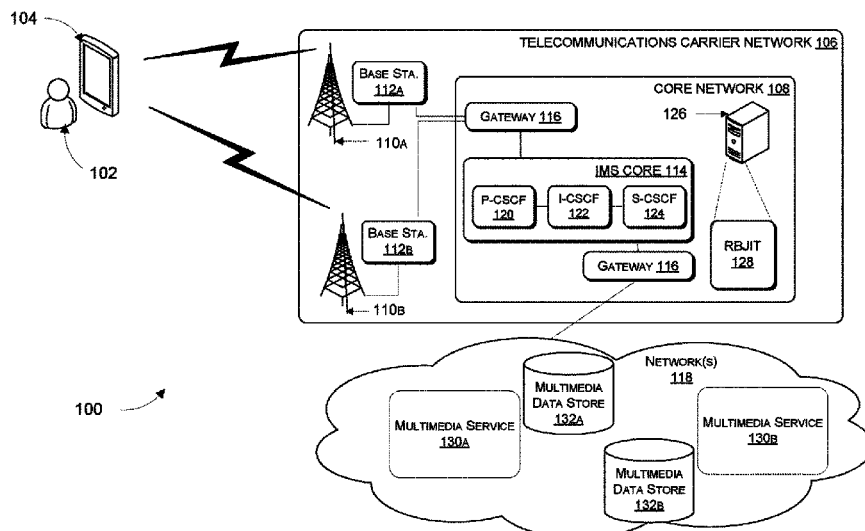 104
102
TELECOMMUNICATIONS CARRIER NETWORK 106
BASE STA.
112A
110A
CORE NETWORK 108
GATEWAY 116
126
IMS CORE 114
P-CSCF
120
I-CSCF
122
S-CSCF
124
RBJIT
128
BASE STA.
112B
110B
GATEWAY 116
100
NETWORK(S)
118
MULTIMEDIA
DATA STORE
132A
MULTIMEDIA SERVICE
130A
MULTIMEDIA SERVICE
130B
MULTIMEDIA
DATA STORE
132B